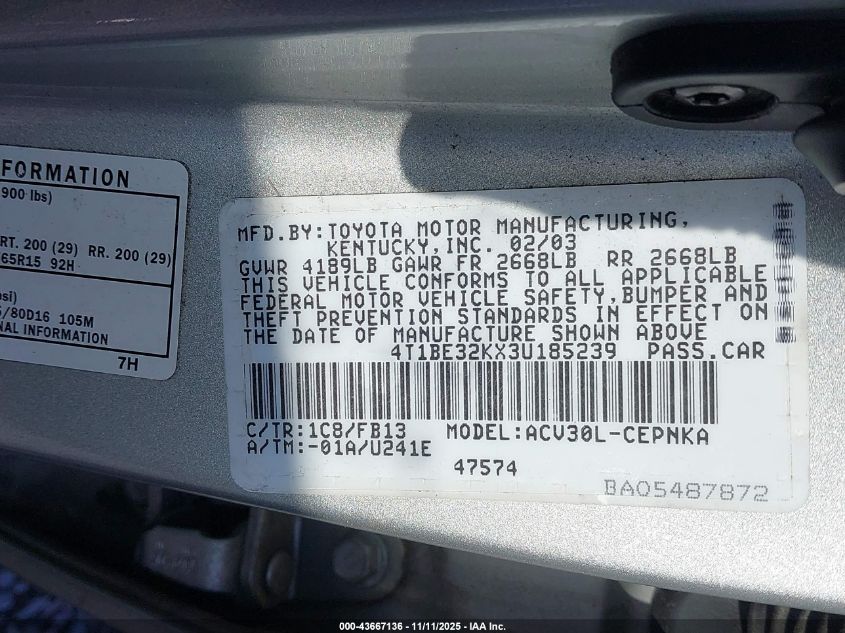 FORMATION
900 lbs)
RT. 200 (29) RR. 200 (29)
65R15 92H
psi)
5/80D16 105M
NAL INFORMATION
7H
MFD.BY:TOYOTA MOTOR MANUFACTURING,
KENTUCKY,INC. 02/03
GVWR 4189LB GAWR FR 2668LB RR 2668LB
THIS VEHICLE CONFORMS TO ALL APPLICABLE
FEDERAL MOTOR VEHICLE SAFETY,BUMPER AND
THEFT PREVENTION STANDARDS IN EFFECT ON
THE DATE OF MANUFACTURE SHOWN ABOVE
4T1BE32KX3U185239 PASS.CAR
C/TR:1C8/FB13 MODEL:ACV30L-CEPNKA
A/TM:-01A/U241E
47574
BA05487872
000-43667136 - 11/11/2025 - IAA Inc.